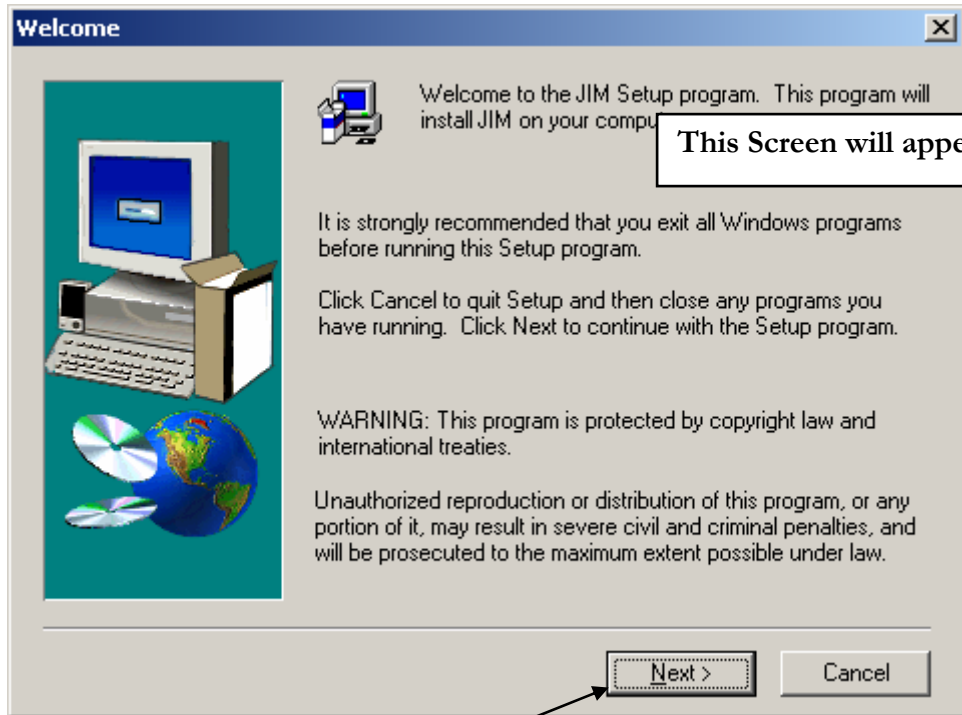 Welcome
Welcome to the JIM Setup program. This program will
install JIM on your
This Screen will
It is strongly recommended that you exit all Windows programs
before running this Setup program.
Click Cancel to quit Setup and then close any programs you
have running. Click Next to continue with the Setup program.
WARNING: This program is protected by copyright law and
international treaties.
Unauthorized reproduction or distribution of this program, or any
portion of it, may result in severe civil and criminal penalties, and
will be prosecuted to the maximum extent possible under law.
Next >
Cancel